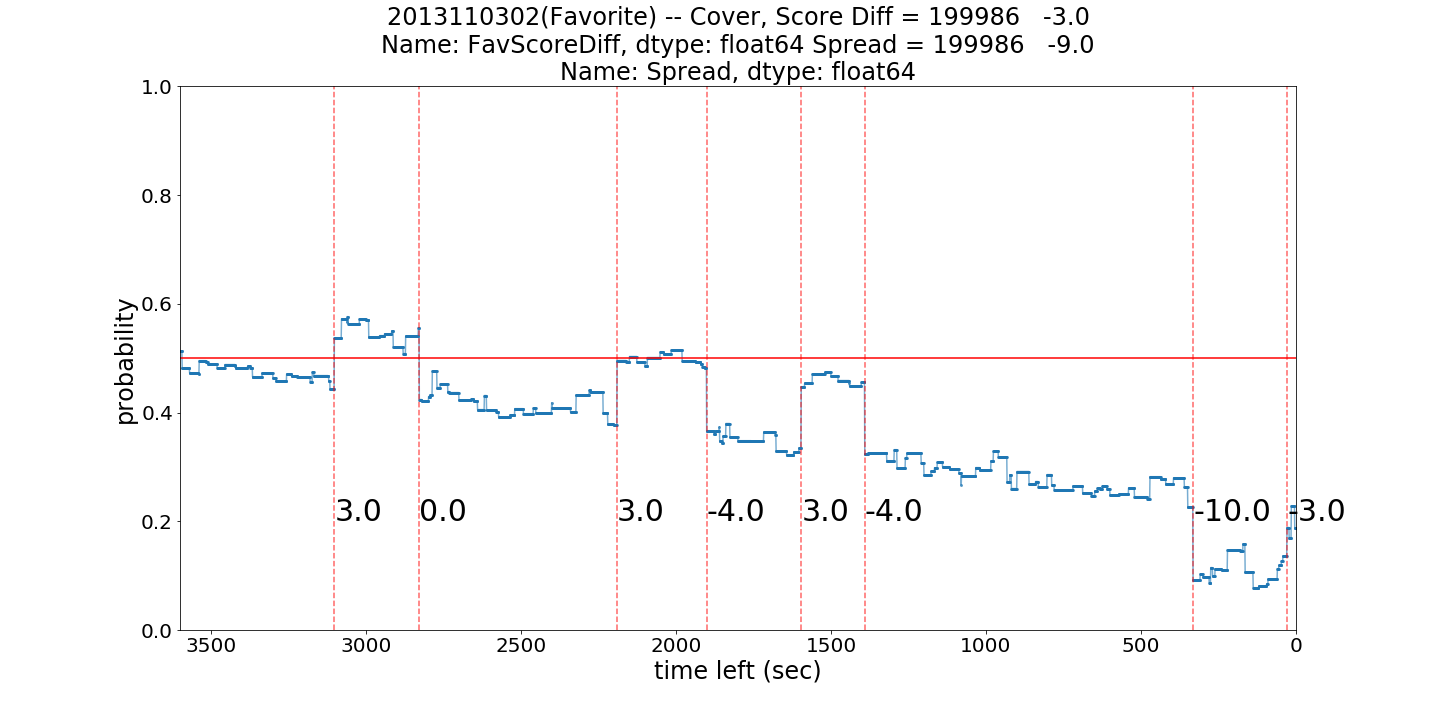 2013110302(Favorite) -- Cover, Score Diff = 199986   -3.0
Name: FavScoreDiff, dtype: float64 Spread = 199986   -9.0
Name: Spread, dtype: float64
1.0
0.8
0.6
0.4
0.2
0.0
probability
3.0 0.0 3.0 -4.0 3.0 -4.0 -10.0 -3.0
3500 3000 2500 2000 1500 1000 500 0
time left (sec)